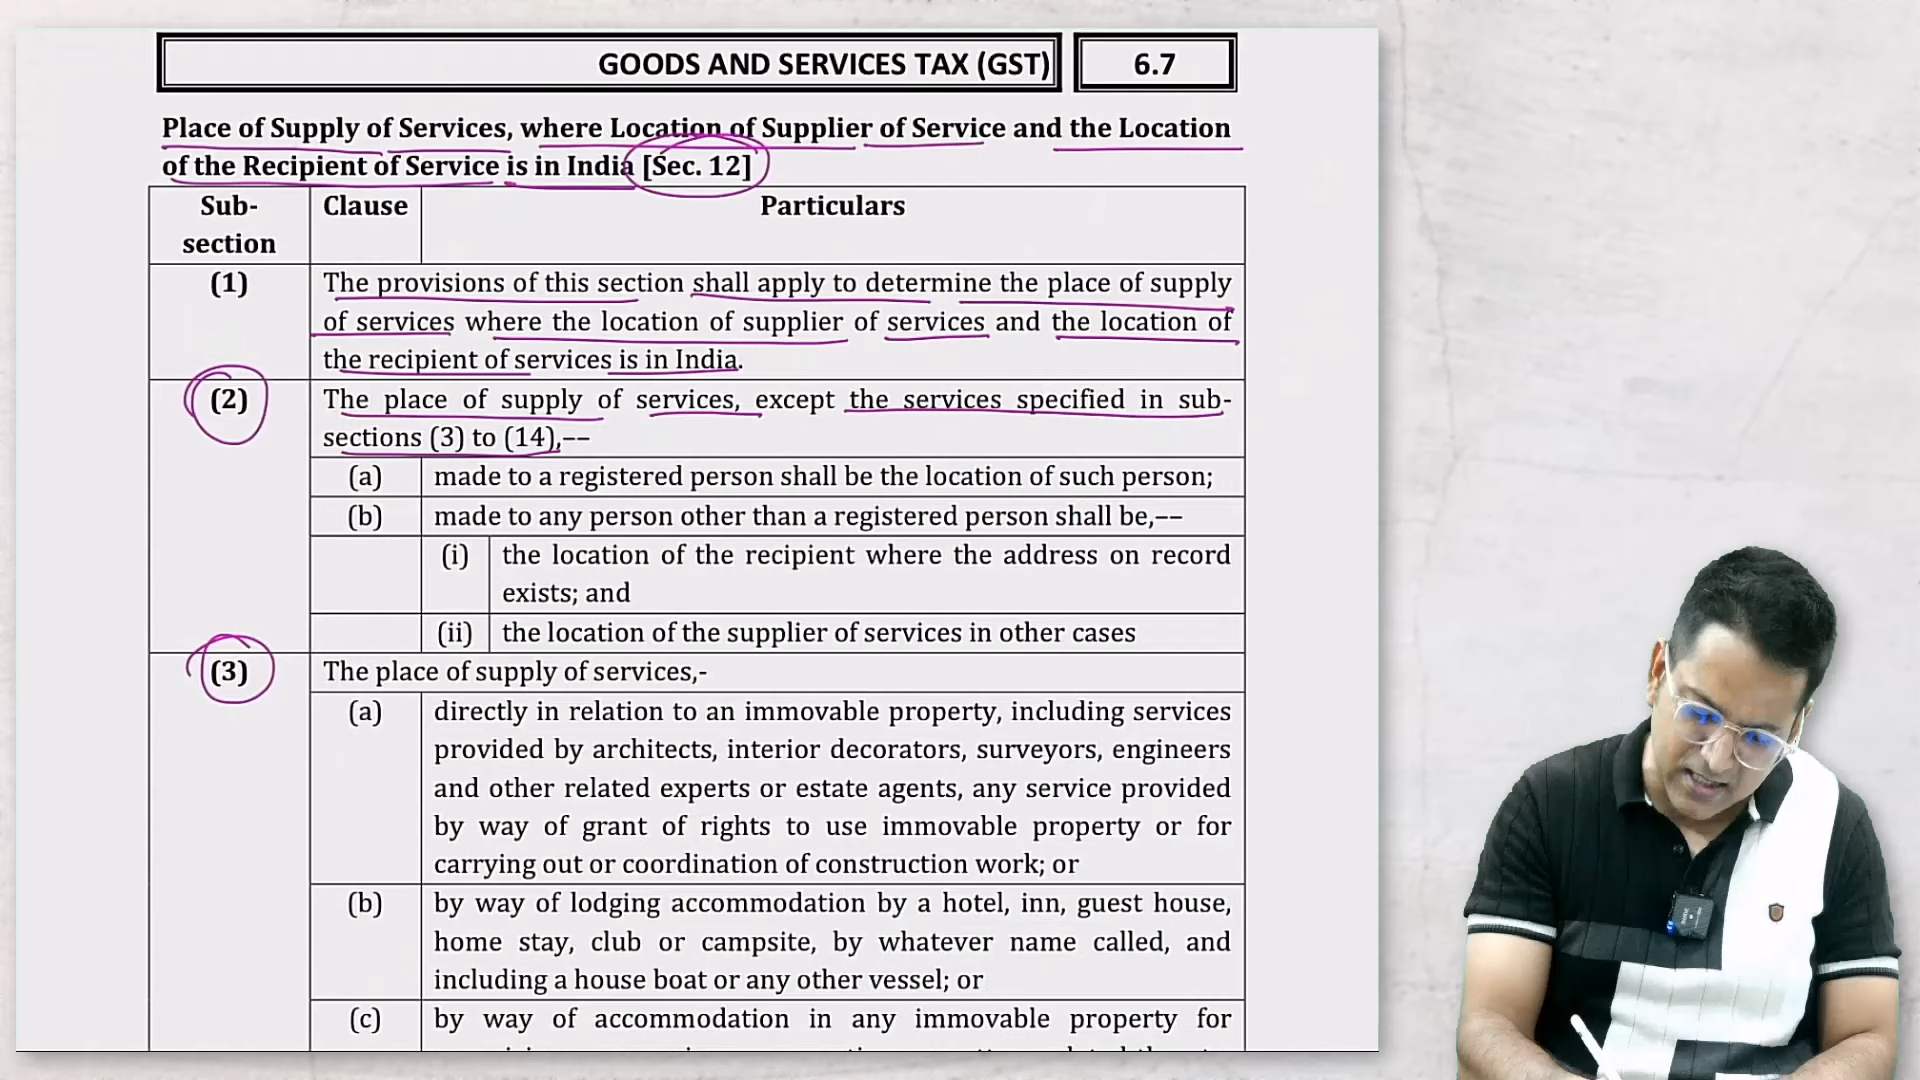 GOODS AND SERVICES TAX (GST)
6.7
Place of Supply of Services, where Location of Supplier of Service and the Location
of the Recipient of Service is in India [Sec. 12]
Sub-
section
Clause
Particulars
(1)
The provisions of this section shall apply to determine the place of supply
of services where the location of supplier of services and the location of
the recipient of services is in India.
(2)
The place of supply of services, except the services specified in sub-
sections (3) to (14),--
(a)
made to a registered person shall be the location of such person;
(b)
made to any person other than a registered person shall be,--
(i)
the location of the recipient where the address on record
exists; and
(ii)
the location of the supplier of services in other cases
(3)
The place of supply of services,-
(a)
directly in relation to an immovable property, including services
provided by architects, interior decorators, surveyors, engineers
and other related experts or estate agents, any service provided
by way of grant of rights to use immovable property or for
carrying out or coordination of construction work; or
(b)
by way of lodging accommodation by a hotel, inn, guest house,
home stay, club or campsite, by whatever name called, and
including a house boat or any other vessel; or
(c)
by way of accommodation in any immovable property for